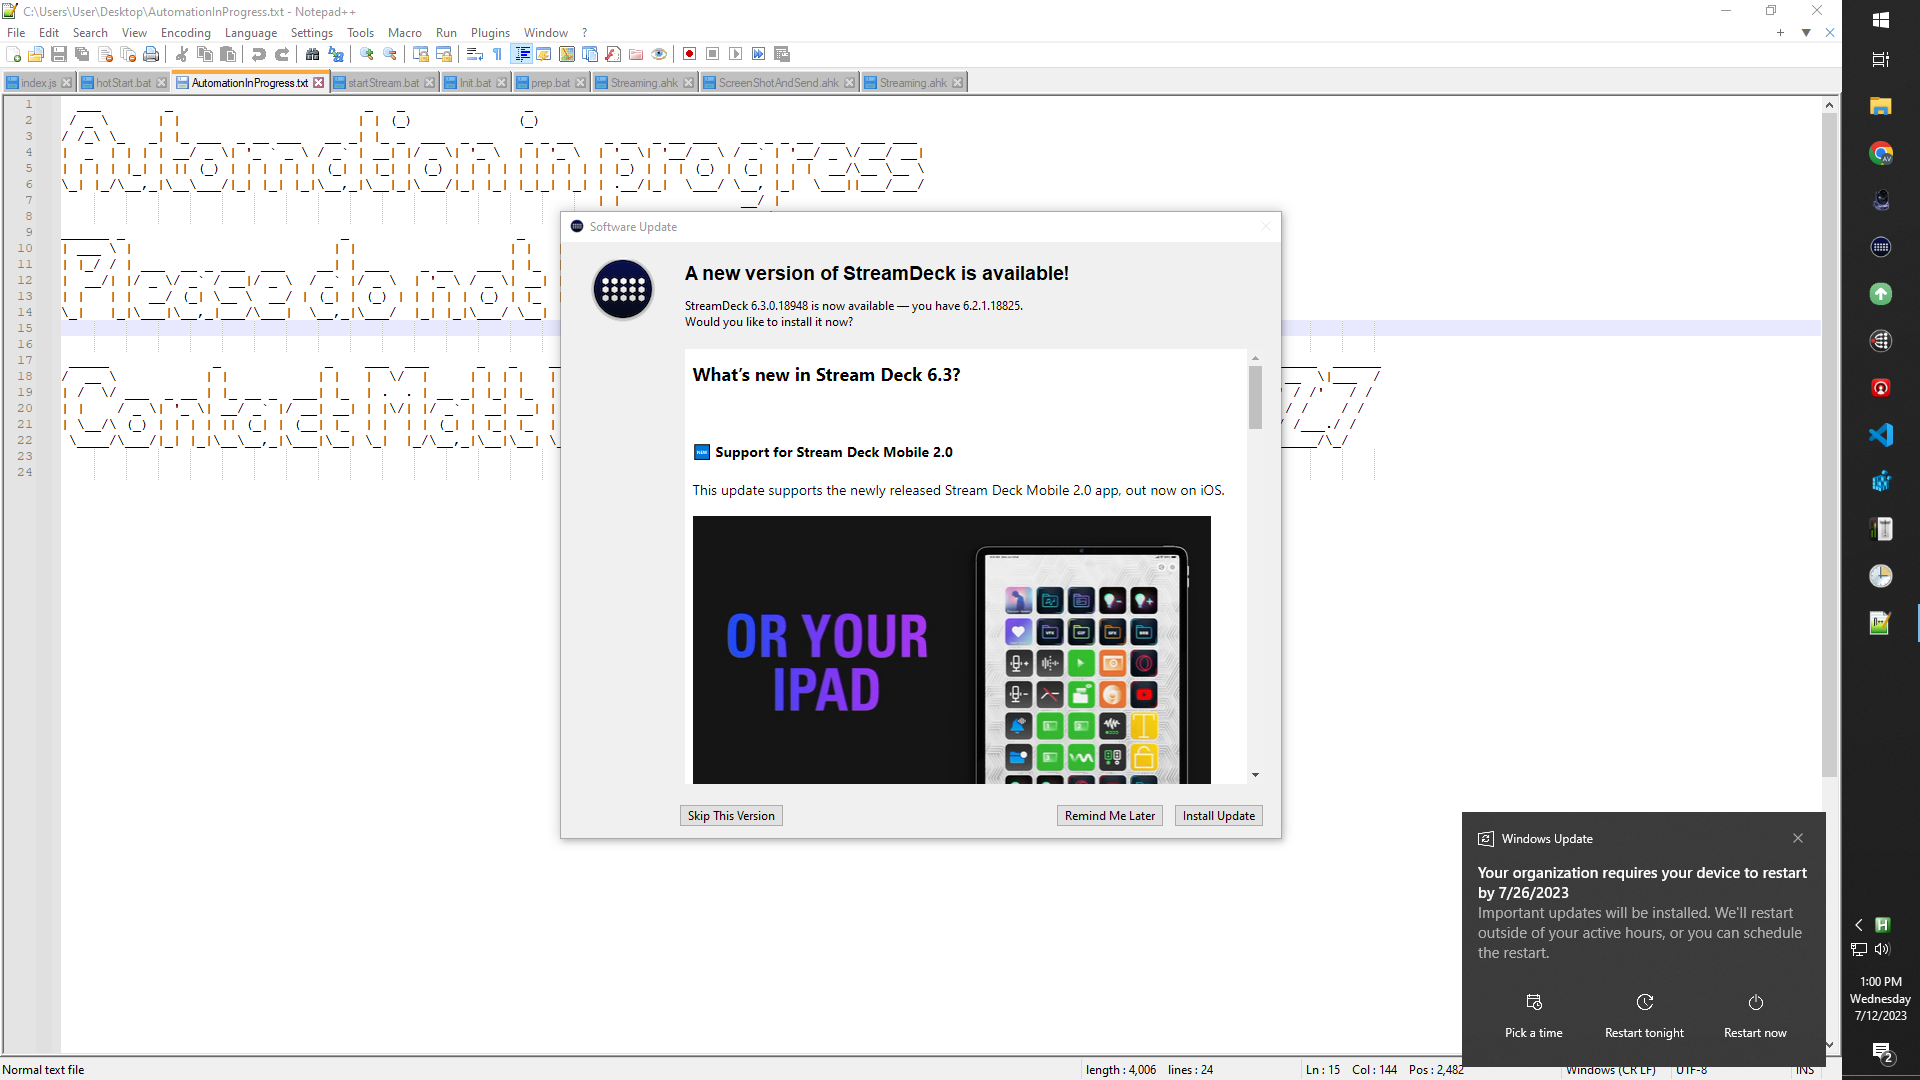 C:\Users\User\Desktop\AutomationInProgress.txt - Notepad++
File Edit Search View Encoding Language Settings Tools Macro Run Plugins Window ?
index.js hotStart.bat AutomationInProgress.txt startStream.bat Init.bat prep.bat Streaming.ahk ScreenShotAndSend.ahk Streaming.ahk
1
2
3
4
5
6
7
8
9
10
11
12
13
14
15
16
17
18
19
20
21
22
23
24
Automation in progress
Please do not
Contact Matt
Software Update
A new version of StreamDeck is available!
StreamDeck 6.3.0.18948 is now available — you have 6.2.1.18825.
Would you like to install it now?
What's new in Stream Deck 6.3?
NEW Support for Stream Deck Mobile 2.0
This update supports the newly released Stream Deck Mobile 2.0 app, out now on iOS.
OR YOUR
IPAD
Skip This Version Remind Me Later Install Update
Windows Update
Your organization requires your device to restart
by 7/26/2023
Important updates will be installed. We'll restart
outside of your active hours, or you can schedule
the restart.
Pick a time Restart tonight Restart now
1:00 PM
Wednesday
7/12/2023
2
Normal text file length : 4,006 lines : 24 Ln : 15 Col : 144 Pos : 2,482 Windows (CR LF) UTF-8 INS